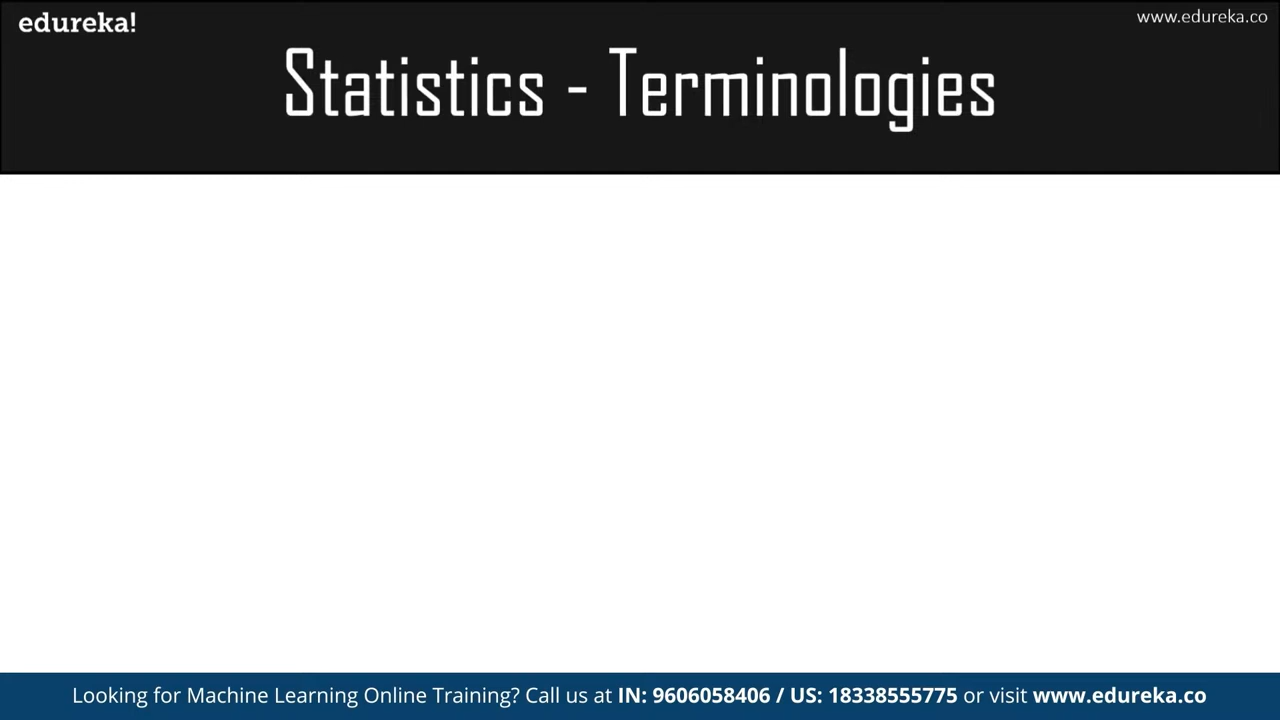 edureka!
www.edureka.co
Statistics - Terminologies
Looking for Machine Learning Online Training? Call us at IN: 9606058406 / US: 18338555775 or visit www.edureka.co